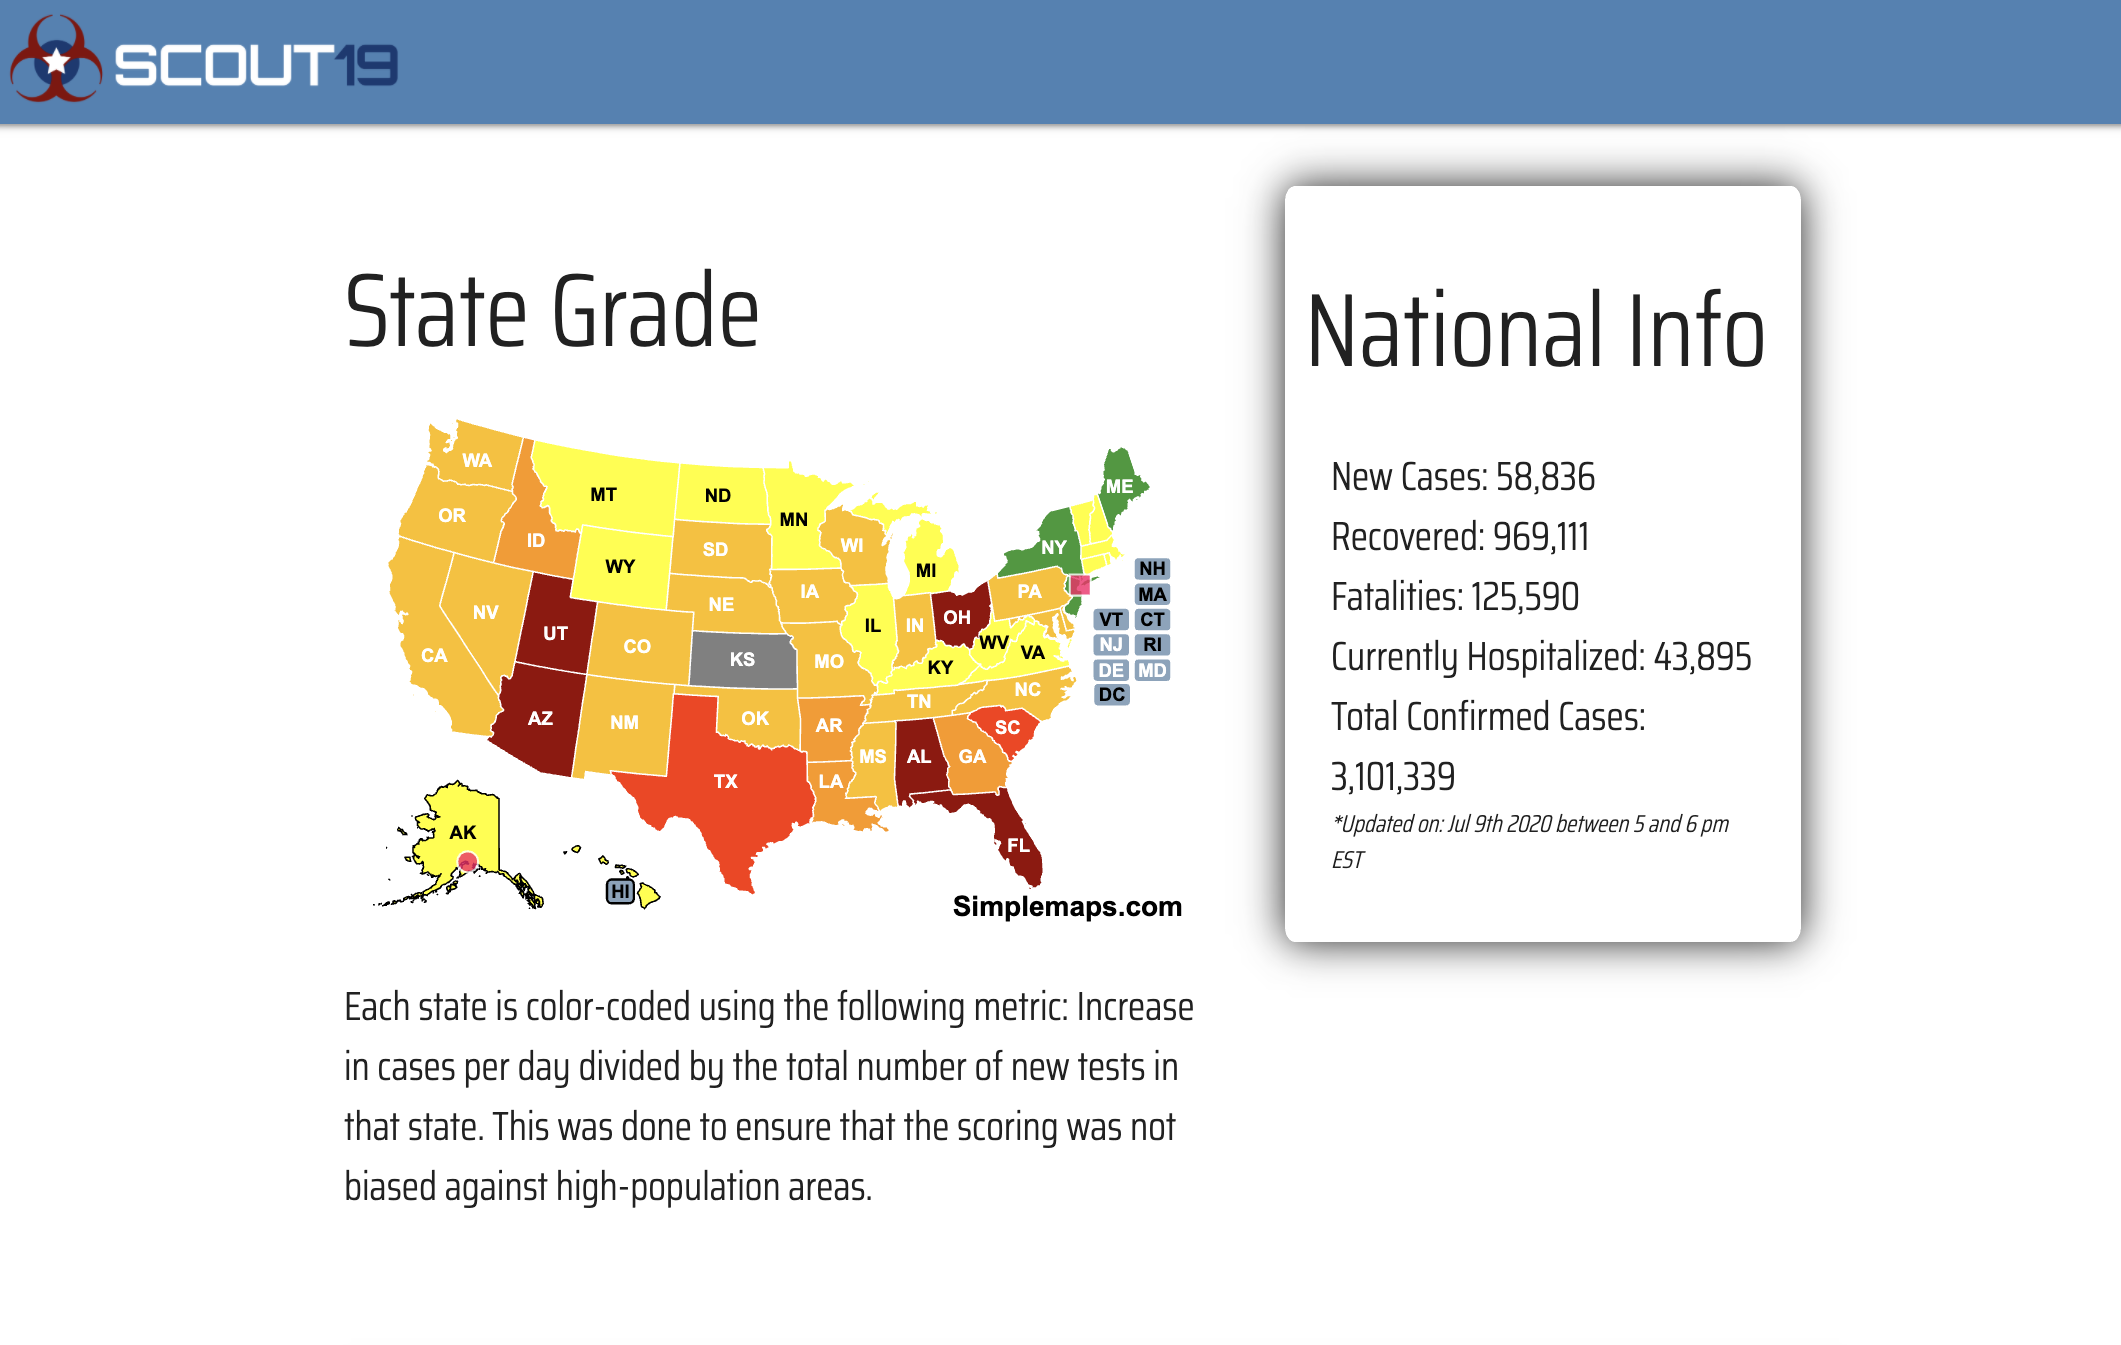 SCOUT19
State Grade
WA
MT
ND
MN
OR
ID
WY
SD
WI
MI
ME
NY
NV
UT
CO
NE
IA
IL
IN
OH
PA
NH
MA
VT CT
NJ RI
DE MD
DC
CA
KS
MO
KY
WV
VA
AZ
NM
OK
AR
TN
NC
SC
TX
LA
MS
AL
GA
FL
AK
HI
Simplemaps.com
Each state is color-coded using the following metric: Increase
in cases per day divided by the total number of new tests in
that state. This was done to ensure that the scoring was not
biased against high-population areas.
National Info
New Cases: 58,836
Recovered: 969,111
Fatalities: 125,590
Currently Hospitalized: 43,895
Total Confirmed Cases:
3,101,339
*Updated on: Jul 9th 2020 between 5 and 6 pm
EST